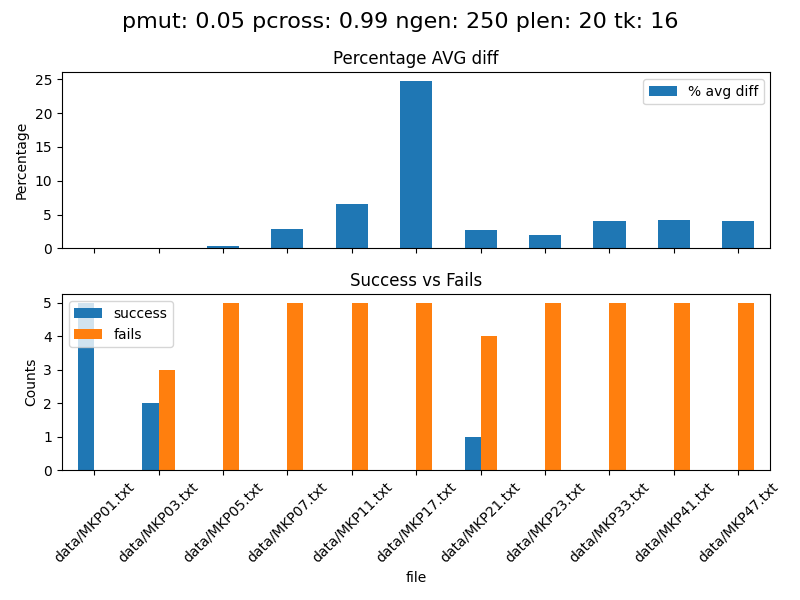 pmut: 0.05 pcross: 0.99 ngen: 250 plen: 20 tk: 16
Percentage AVG diff
25
20
15
10
5
0
Percentage
% avg diff
Success vs Fails
5
4
3
2
1
0
Counts
success
fails
data/MKP01.txt
data/MKP03.txt
data/MKP05.txt
data/MKP07.txt
data/MKP11.txt
data/MKP17.txt
data/MKP21.txt
data/MKP23.txt
data/MKP33.txt
data/MKP41.txt
data/MKP47.txt
file